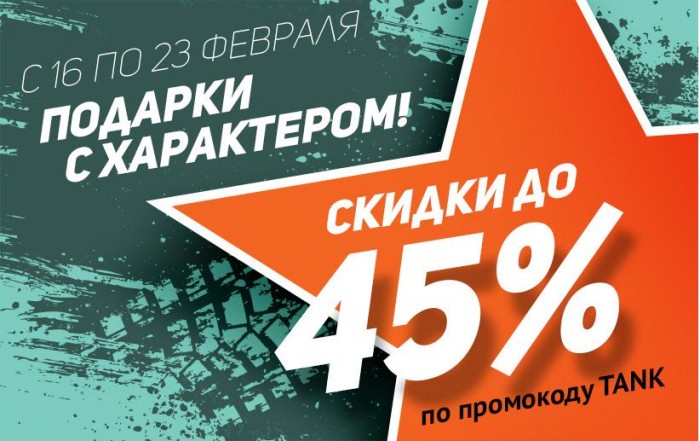 С 16 ПО 23 ФЕВРАЛЯ
ПОДАРКИ
С ХАРАКТЕРОМ!
СКИДКИ ДО
45%
по промокоду TANK